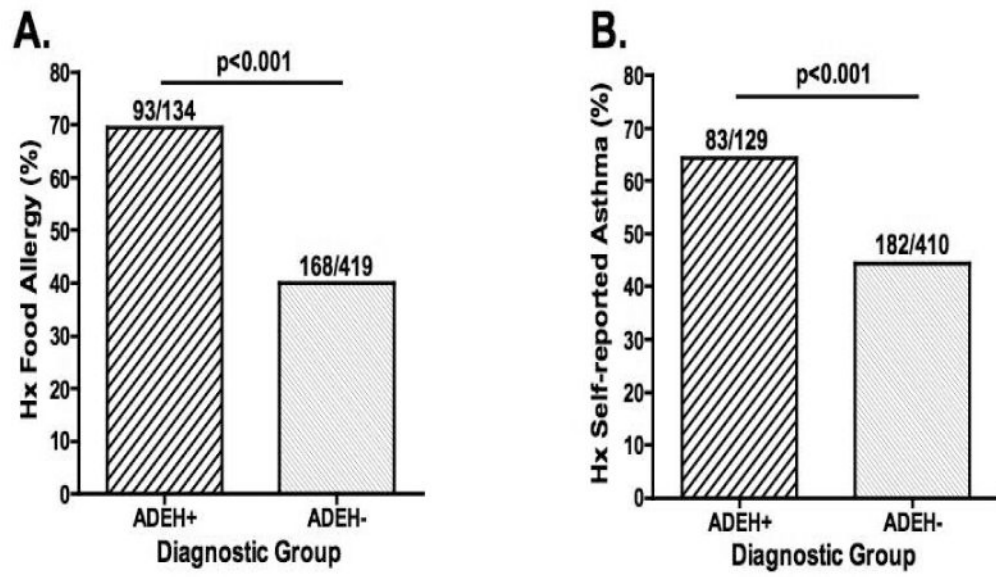 A.
p<0.001
Hx Food Allergy (%)
80
70
60
50
40
30
20
10
0
93/134
168/419
ADEH+ ADEH-
Diagnostic Group
B.
p<0.001
Hx Self-reported Asthma (%)
80
70
60
50
40
30
20
10
0
83/129
182/410
ADEH+ ADEH-
Diagnostic Group